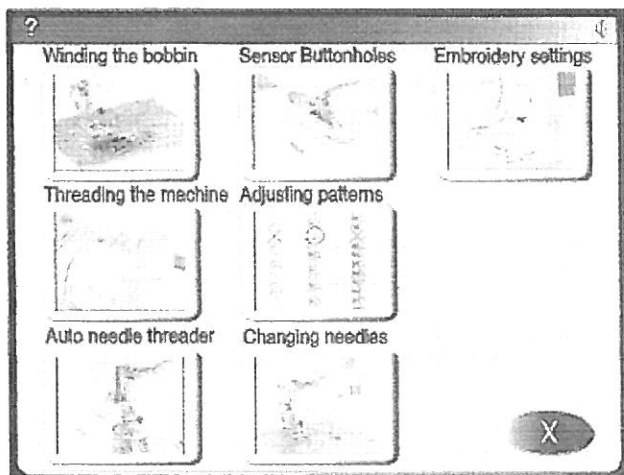 ?
Winding the bobbin
Sensor Buttonholes
Embroidery settings
Threading the machine
Adjusting patterns
Auto needle threader
Changing needles
X